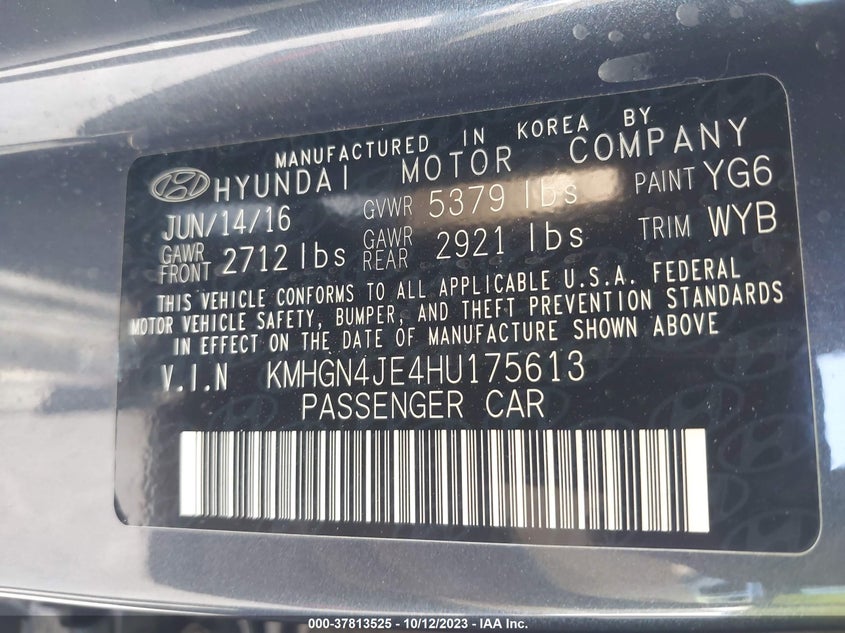 MANUFACTURED IN KOREA BY
HYUNDAI MOTOR COMPANY
JUN/14/16 GVWR 5379 lbs PAINT YG6
GAWR FRONT 2712 lbs GAWR REAR 2921 lbs TRIM WYB
THIS VEHICLE CONFORMS TO ALL APPLICABLE U.S.A. FEDERAL
MOTOR VEHICLE SAFETY, BUMPER, AND THEFT PREVENTION STANDARDS
IN EFFECT ON THE DATE OF MANUFACTURE SHOWN ABOVE
V.I.N KMHGN4JE4HU175613
PASSENGER CAR
000-37813525 - 10/12/2023 - IAA Inc.